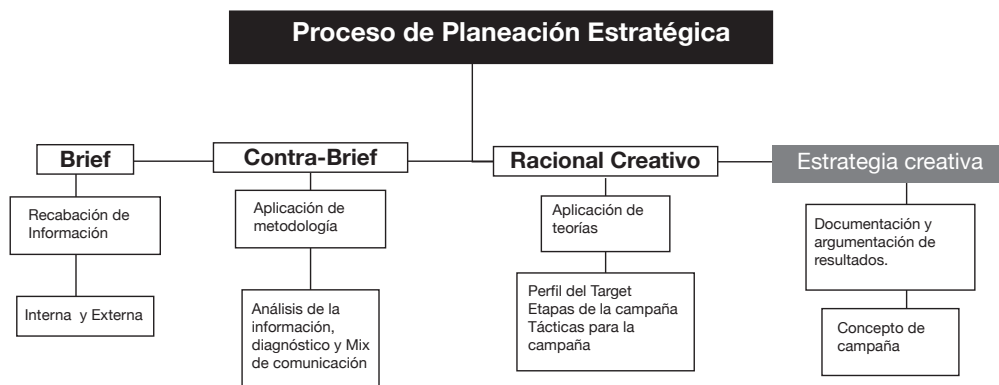 Proceso de Planeación Estratégica
Brief
Contra-Brief
Racional Creativo
Estrategia creativa
Recabación de
Información
Aplicación de
metodología
Aplicación de
teorías
Documentación y
argumentación de
resultados.
Interna y Externa
Análisis de la
información,
diagnóstico y Mix
de comunicación
Perfil del Target
Etapas de la campaña
Tácticas para la
campaña
Concepto de
campaña